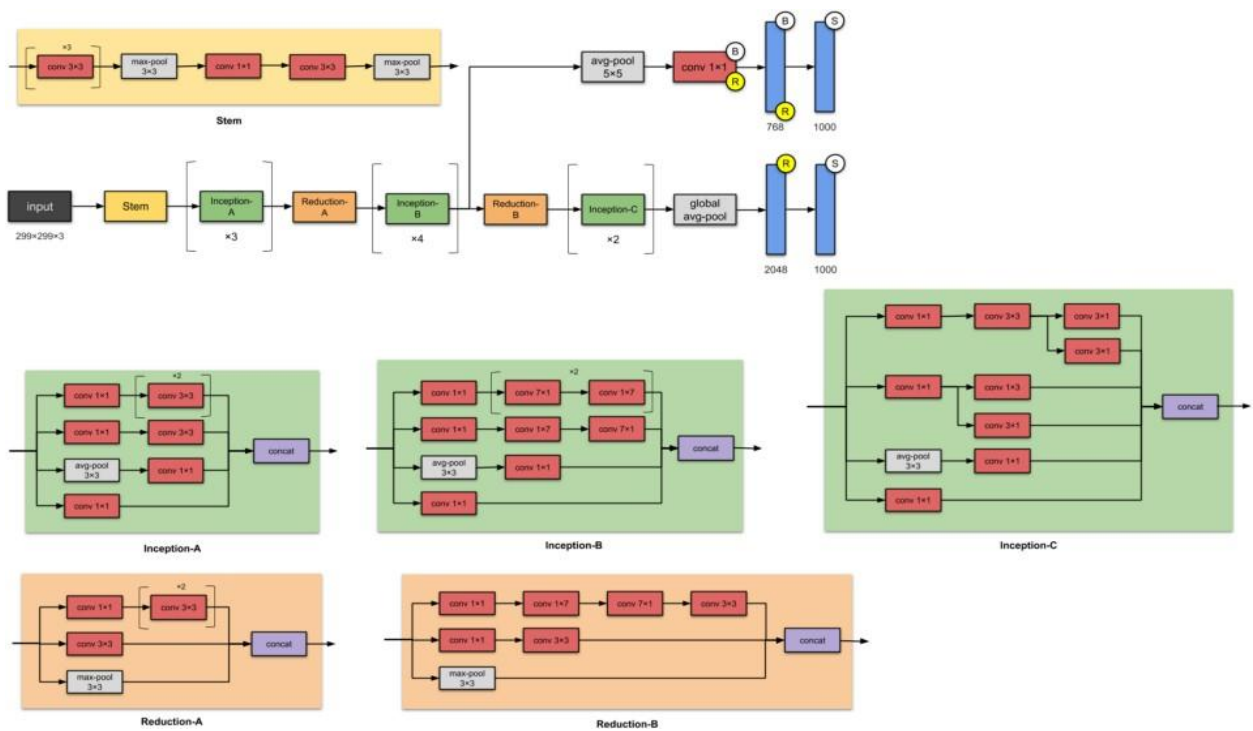 ×3
conv 3×3
max-pool
3×3
conv 1×1
conv 3×3
max-pool
3×3
Stem
avg-pool
5×5
conv 1×1
B
R
B
R
768
S
1000
input
299×299×3
Stem
Inception-
A
×3
Reduction-
A
Inception-
B
×4
Reduction-
B
Inception-C
×2
global
avg-pool
R
2048
S
1000
×2
conv 1×1
conv 3×3
conv 1×1
conv 3×3
avg-pool
3×3
conv 1×1
conv 1×1
concat
Inception-A
×2
conv 1×1
conv 7×1
conv 1×7
conv 1×1
conv 1×7
conv 7×1
avg-pool
3×3
conv 1×1
conv 1×1
concat
Inception-B
conv 1×1
conv 3×3
conv 3×1
conv 3×1
conv 1×1
conv 1×3
conv 3×1
avg-pool
3×3
conv 1×1
conv 1×1
concat
Inception-C
×2
conv 1×1
conv 3×3
conv 3×3
max-pool
3×3
concat
Reduction-A
conv 1×1
conv 1×7
conv 7×1
conv 3×3
conv 1×1
conv 3×3
max-pool
3×3
concat
Reduction-B